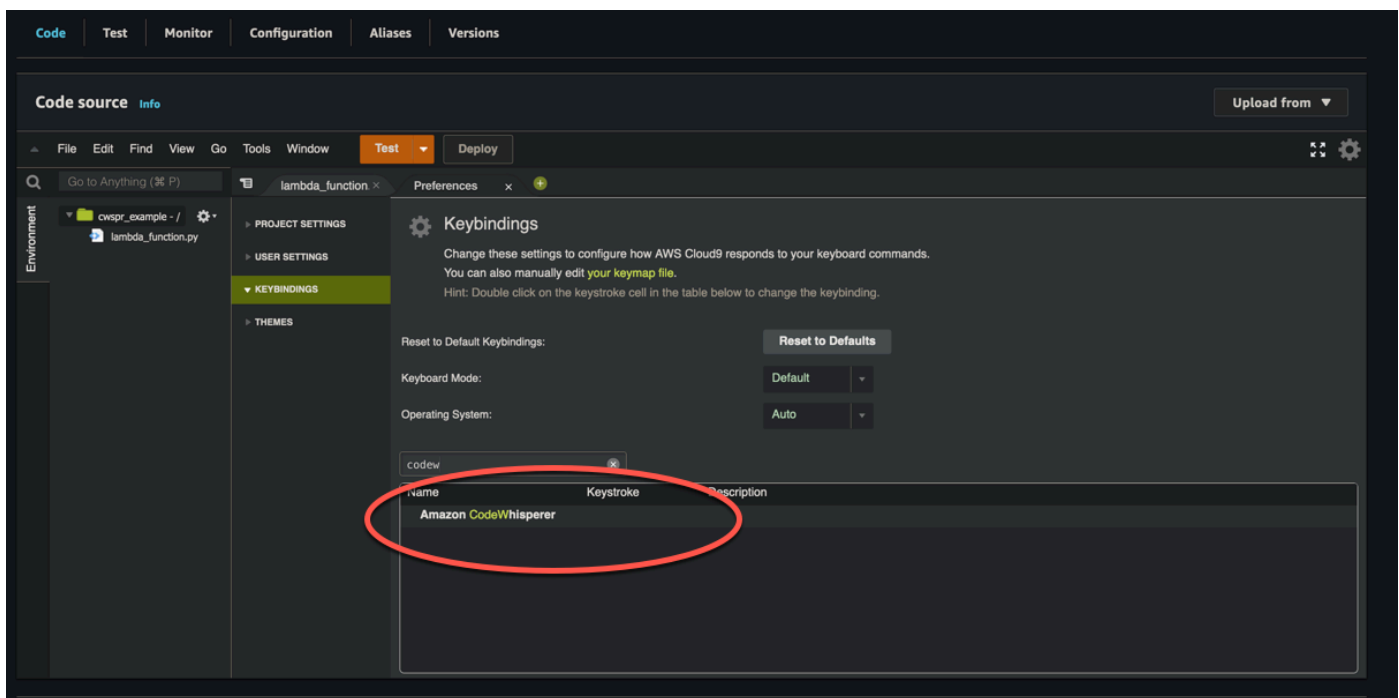 Code Test Monitor Configuration Aliases Versions
Code source Info
Upload from
File Edit Find View Go Tools Window Test Deploy
Go to Anything (⌘ P)
lambda_function
Preferences
Environment
cwspr_example - /
lambda_function.py
PROJECT SETTINGS
USER SETTINGS
KEYBINDINGS
THEMES
Keybindings
Change these settings to configure how AWS Cloud9 responds to your keyboard commands.
You can also manually edit your keymap file.
Hint: Double click on the keystroke cell in the table below to change the keybinding.
Reset to Default Keybindings: Reset to Defaults
Keyboard Mode: Default
Operating System: Auto
codew
Name Keystroke Description
Amazon CodeWhisperer